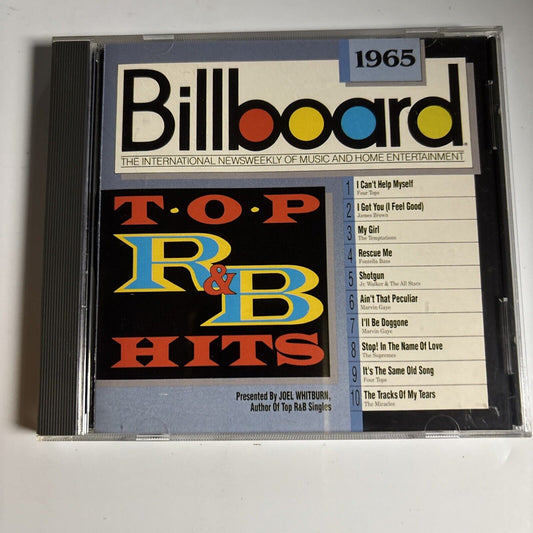 1965
Billboard®
THE INTERNATIONAL NEWSWEEKLY OF MUSIC AND HOME ENTERTAINMENT
T·O·P
R&B
HITS
1 I Can't Help Myself
Four Tops
2 I Got You (I Feel Good)
James Brown
3 My Girl
The Temptations
4 Rescue Me
Fontella Bass
5 Shotgun
Jr. Walker & The All Stars
6 Ain't That Peculiar
Marvin Gaye
7 I'll Be Doggone
Marvin Gaye
8 Stop! In The Name Of Love
The Supremes
9 It's The Same Old Song
Four Tops
10 The Tracks Of My Tears
The Miracles
Presented By JOEL WHITBURN,
Author Of Top R&B Singles